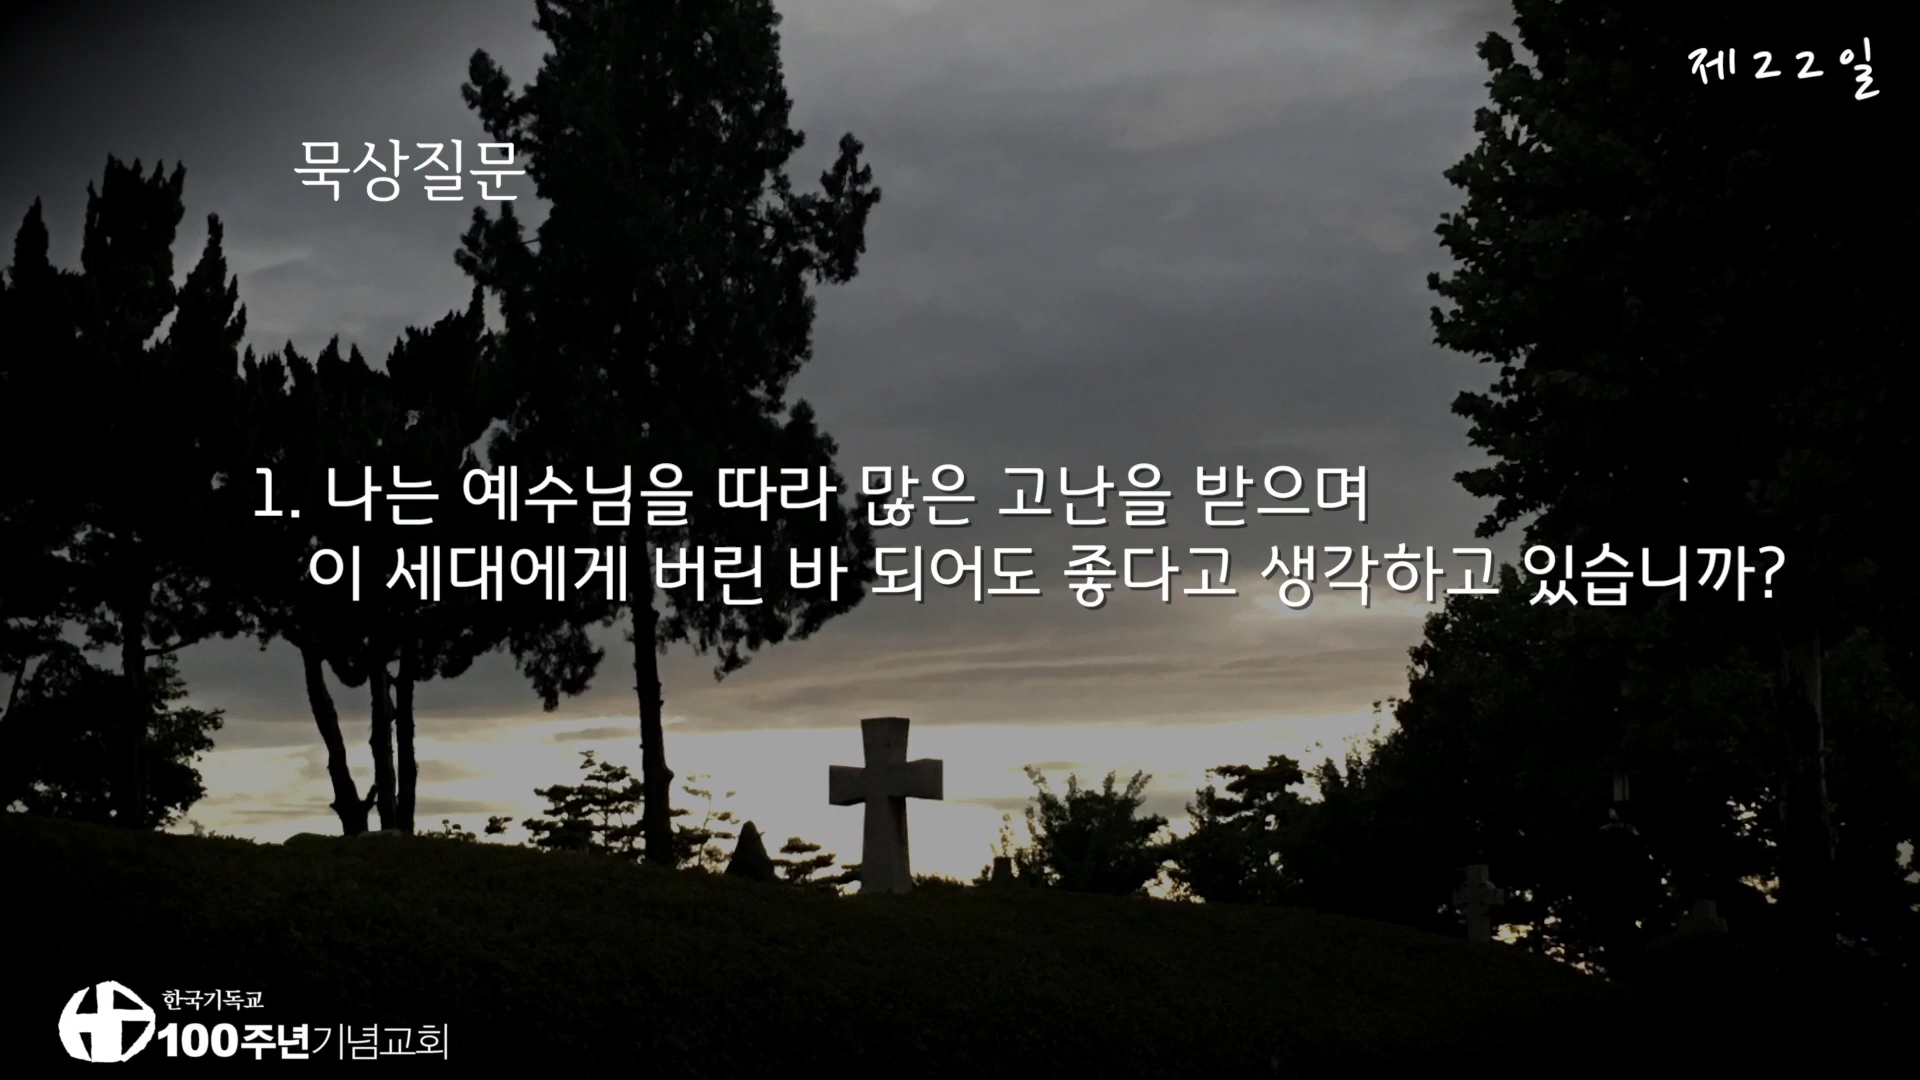 제22일
묵상질문
1. 나는 예수님을 따라 많은 고난을 받으며
이 세대에게 버린 바 되어도 좋다고 생각하고 있습니까?
한국기독교
100주년기념교회